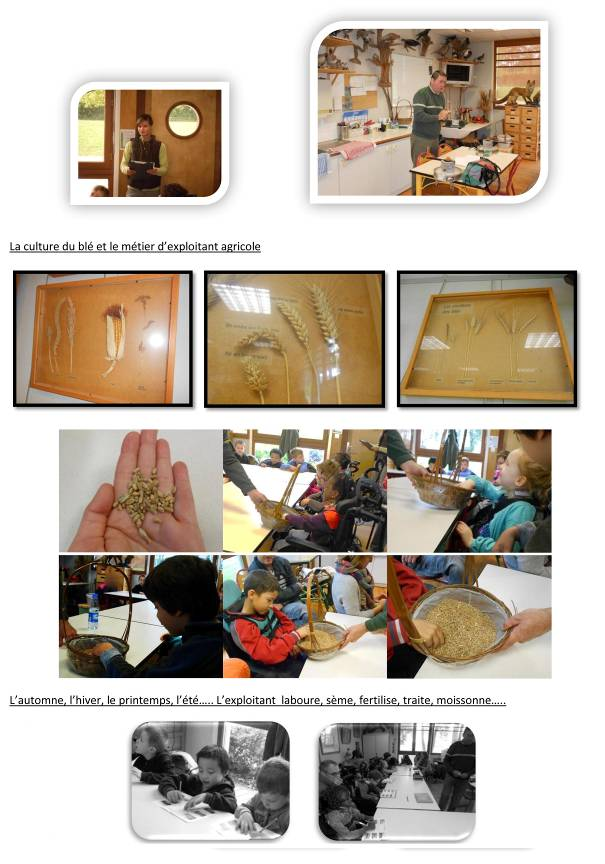 La culture du blé et le métier d'exploitant agricole
L'automne, l'hiver, le printemps, l'été….. L'exploitant laboure, sème, fertilise, traite, moissonne…..